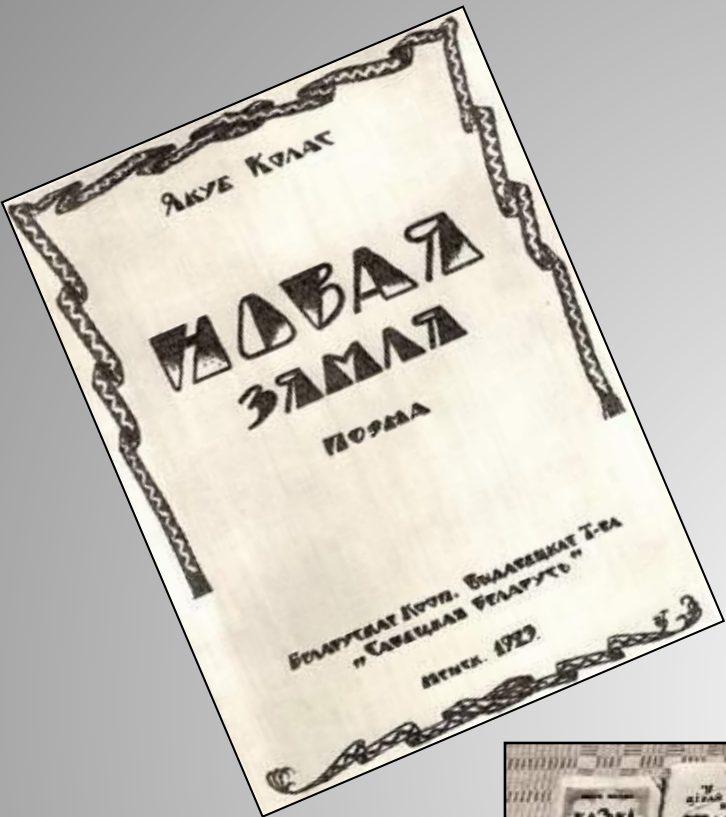 Якуб Колас
НОВАЯ
ЗЯМЛЯ
Поэма
Беларускае Кооп. Выдавецкае Т-ва
„Савецкая Беларусь”
Менск. 1923.